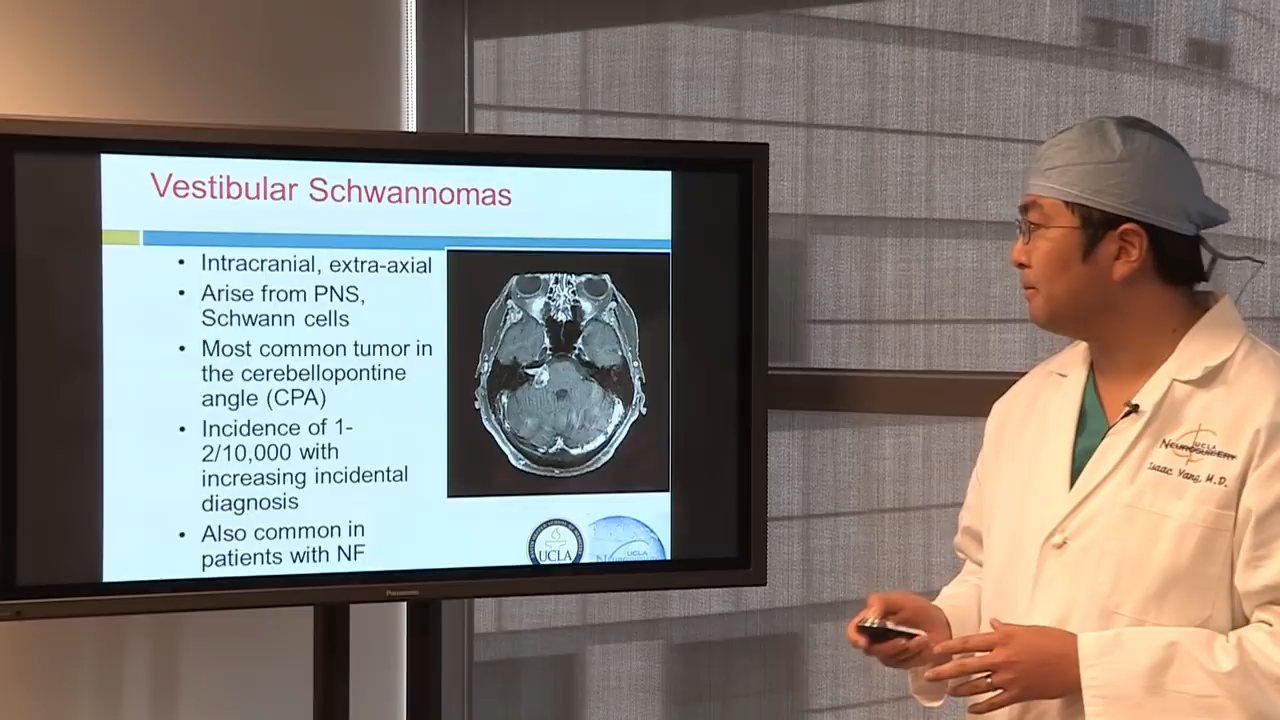 Vestibular Schwannomas
• Intracranial, extra-axial
• Arise from PNS,
Schwann cells
• Most common tumor in
the cerebellopontine
angle (CPA)
• Incidence of 1-
2/10,000 with
increasing incidental
diagnosis
• Also common in
patients with NF
UCLA
UCLA
Panasonic
UCLA
NEUROSURGERY
Isaac Yang, M.D.